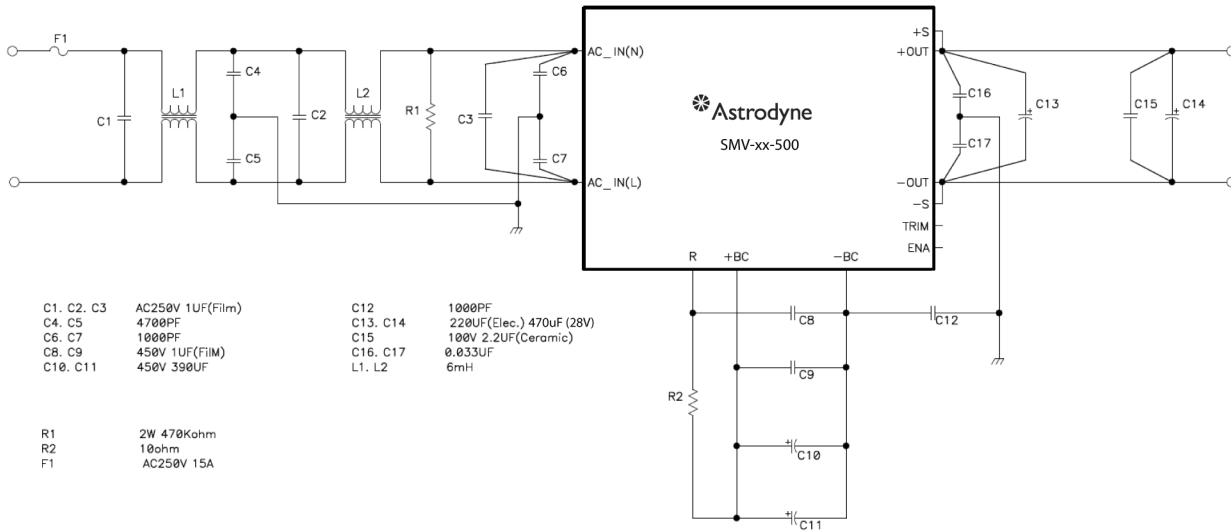 F1
C1
L1
C4
C5
C2
L2
R1
C3
C6
C7
AC_IN(N)
AC_IN(L)
Astrodyne
SMV-xx-500
+S
+OUT
-OUT
-S
TRIM
ENA
R
+BC
-BC
C16
C17
+
C13
C15
+
C14
C8
C12
C9
R2
+
C10
+
C11
C1. C2. C3 AC250V 1UF(Film)
C4. C5 4700PF
C6. C7 1000PF
C8. C9 450V 1UF(FilM)
C10. C11 450V 390UF
C12 1000PF
C13. C14 220UF(Elec.) 470uF (28V)
C15 100V 2.2UF(Ceramic)
C16. C17 0.033UF
L1. L2 6mH
R1 2W 470Kohm
R2 10ohm
F1 AC250V 15A